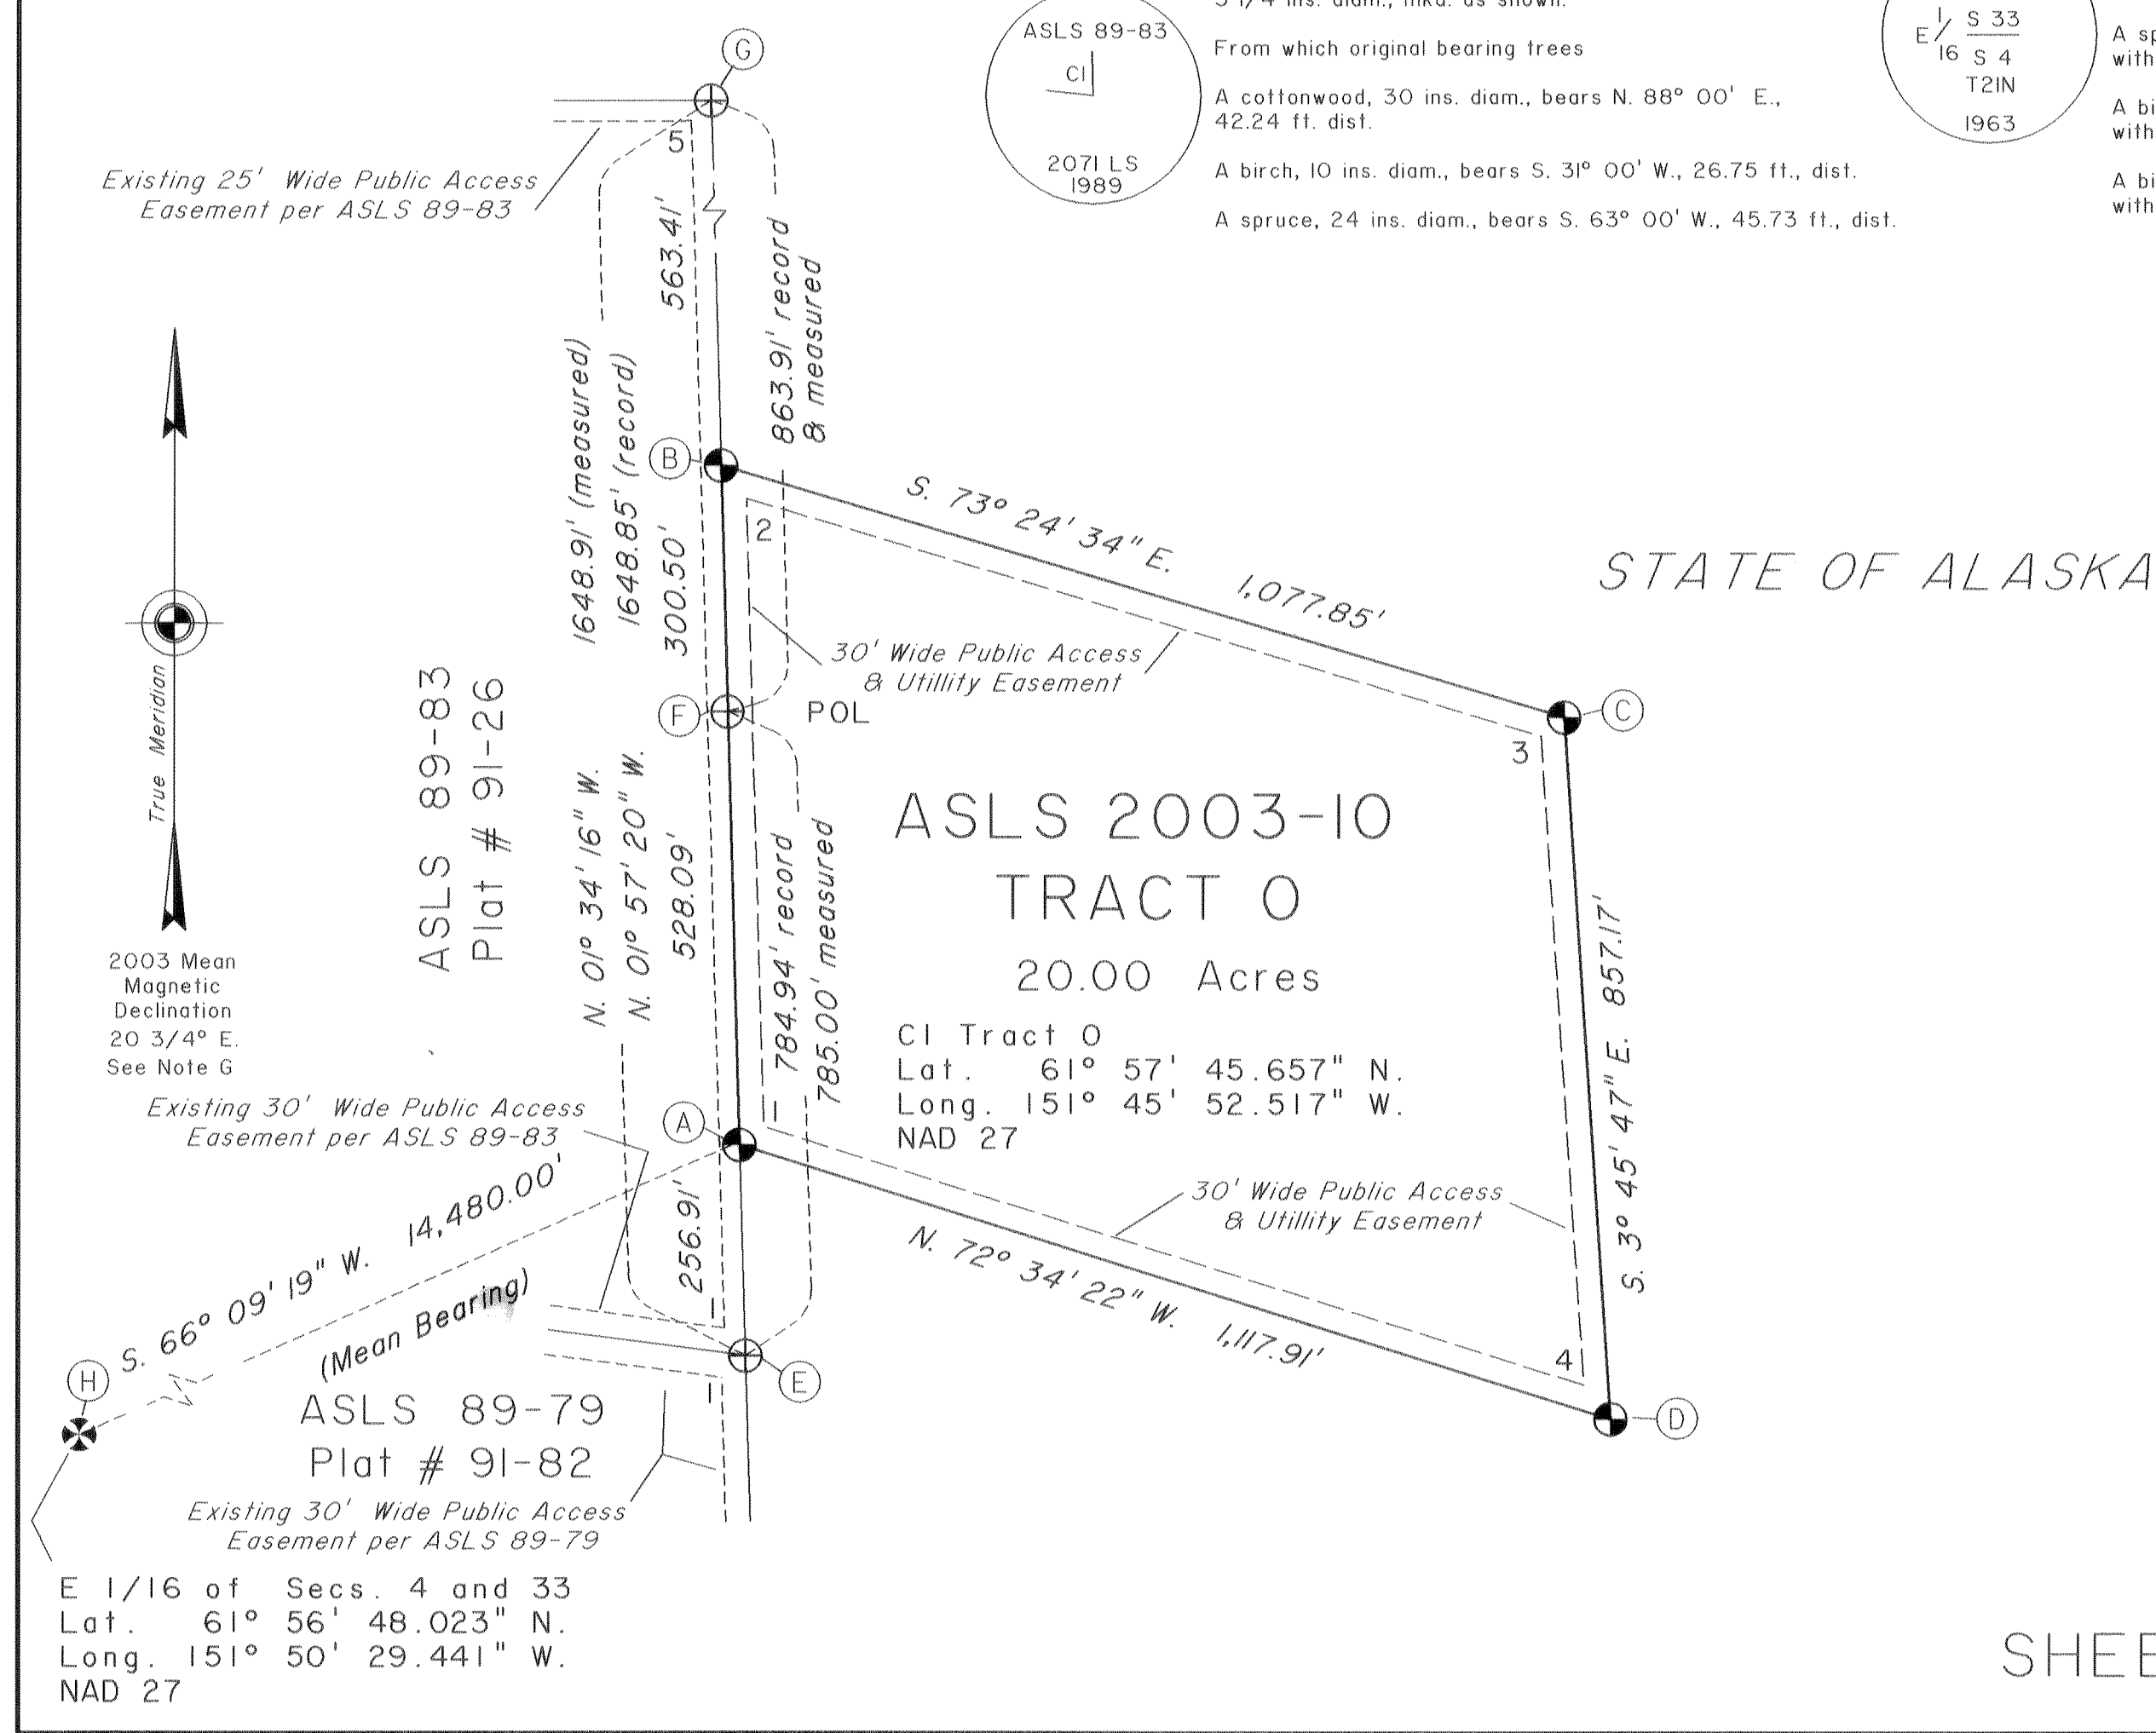 ASLS 89-83
C1
2071 LS
1989
From which original bearing trees
A cottonwood, 30 ins. diam., bears N. 88° 00' E.,
42.24 ft. dist.
A birch, 10 ins. diam., bears S. 31° 00' W., 26.75 ft., dist.
A spruce, 24 ins. diam., bears S. 63° 00' W., 45.73 ft., dist.
E 1/16 S 33
S 4
T21N
1963
with
A bi
with
A bi
with
G
5
Existing 25' Wide Public Access
Easement per ASLS 89-83
563.41'
863.91' record
& measured
1648.91' (measured)
1648.85' (record)
B
300.50'
2
S. 73° 24' 34" E. 1,077.85'
STATE OF ALASKA
30' Wide Public Access
& Utillity Easement
C
3
F
POL
True Meridian
2003 Mean
Magnetic
Declination
20 3/4° E.
See Note G
ASLS 89-83
Plat # 91-26
N. 01° 34' 16" W.
N. 01° 57' 20" W.
528.09'
784.94' record
785.00' measured
ASLS 2003-10
TRACT O
20.00 Acres
C1 Tract O
Lat. 61° 57' 45.657" N.
Long. 151° 45' 52.517" W.
NAD 27
S. 3° 45' 47" E. 857.17'
Existing 30' Wide Public Access
Easement per ASLS 89-83
A
1
256.91'
30' Wide Public Access
& Utillity Easement
N. 72° 34' 22" W. 1,117.91'
4
D
S. 66° 09' 19" W. 14,480.00'
(Mean Bearing)
H
1
E
1
ASLS 89-79
Plat # 91-82
Existing 30' Wide Public Access
Easement per ASLS 89-79
E 1/16 of Secs. 4 and 33
Lat. 61° 56' 48.023" N.
Long. 151° 50' 29.441" W.
NAD 27